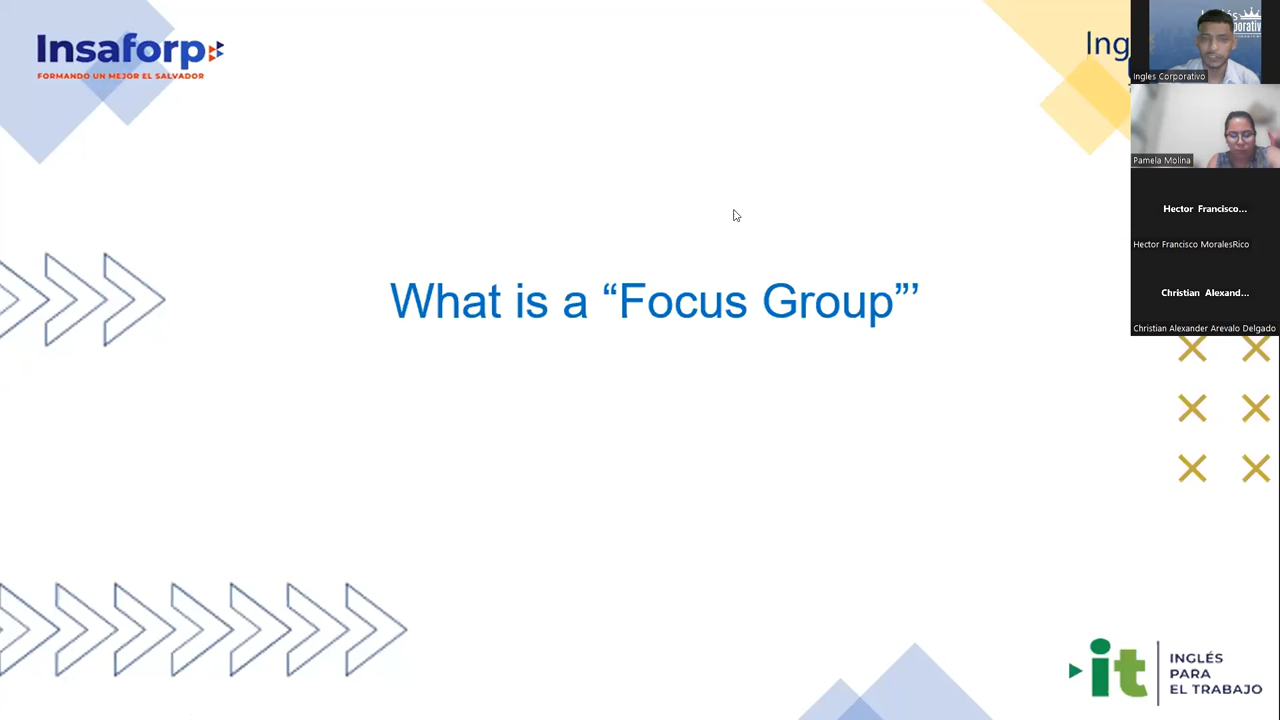 Insaforp
FORMANDO UN MEJOR EL SALVADOR
Ing
What is a “Focus Group”’
Ingles Corporativo
Pamela Molina
Hector Francisco...
Hector Francisco MoralesRico
Christian Alexand...
Christian Alexander Arevalo Delgado
it
INGLÉS
PARA
EL TRABAJO